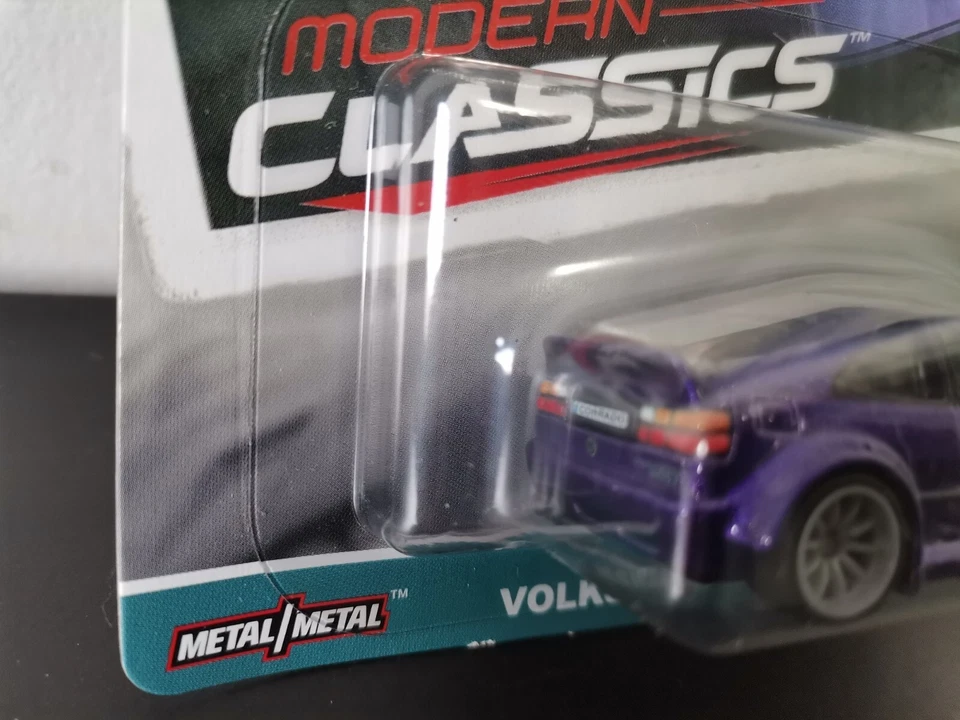 MODERN
CLASSICS™
CORRADO
METAL/METAL™
VOLKS